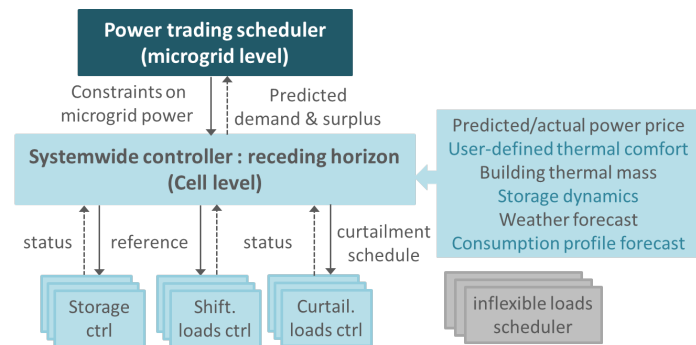 Power trading scheduler
(microgrid level)
Constraints on
microgrid power
Predicted
demand & surplus
Systemwide controller : receding horizon
(Cell level)
Predicted/actual power price
User-defined thermal comfort
Building thermal mass
Storage dynamics
Weather forecast
Consumption profile forecast
status
reference
status
curtailment
schedule
Storage
ctrl
Shift.
loads ctrl
Curtail.
loads ctrl
inflexible loads
scheduler